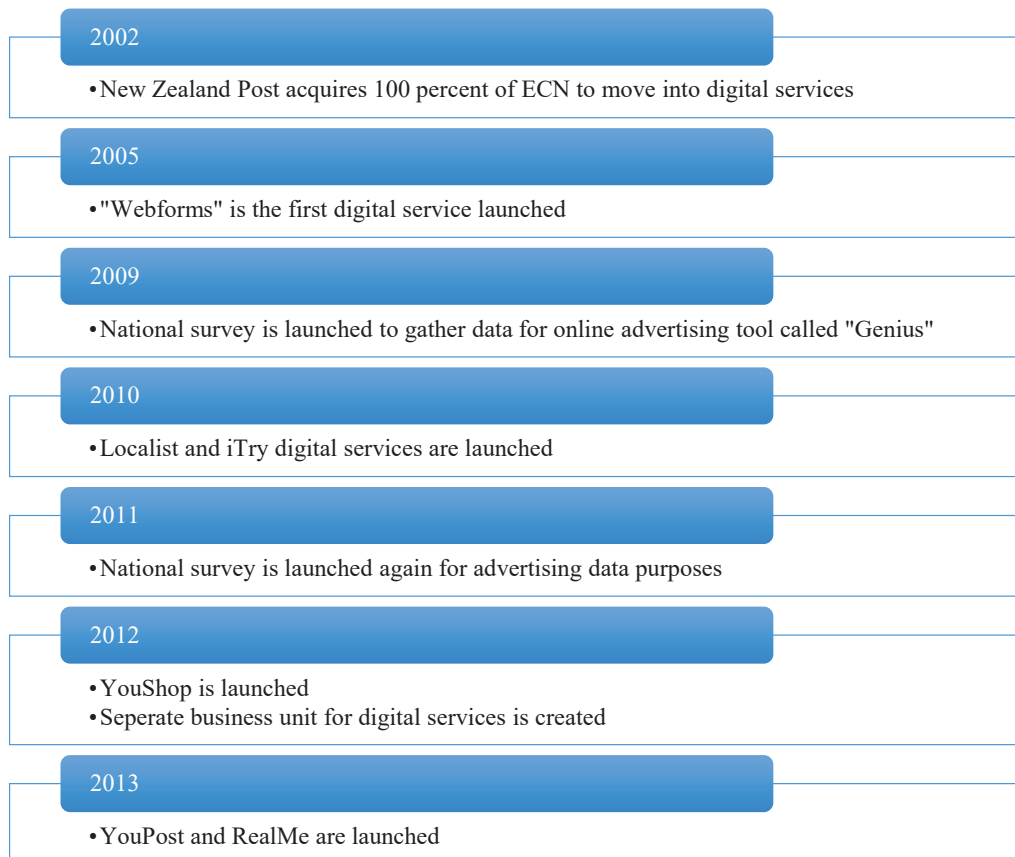 2002
•New Zealand Post acquires 100 percent of ECN to move into digital services
2005
•"Webforms" is the first digital service launched
2009
•National survey is launched to gather data for online advertising tool called "Genius"
2010
•Localist and iTry digital services are launched
2011
•National survey is launched again for advertising data purposes
2012
•YouShop is launched
•Seperate business unit for digital services is created
2013
•YouPost and RealMe are launched